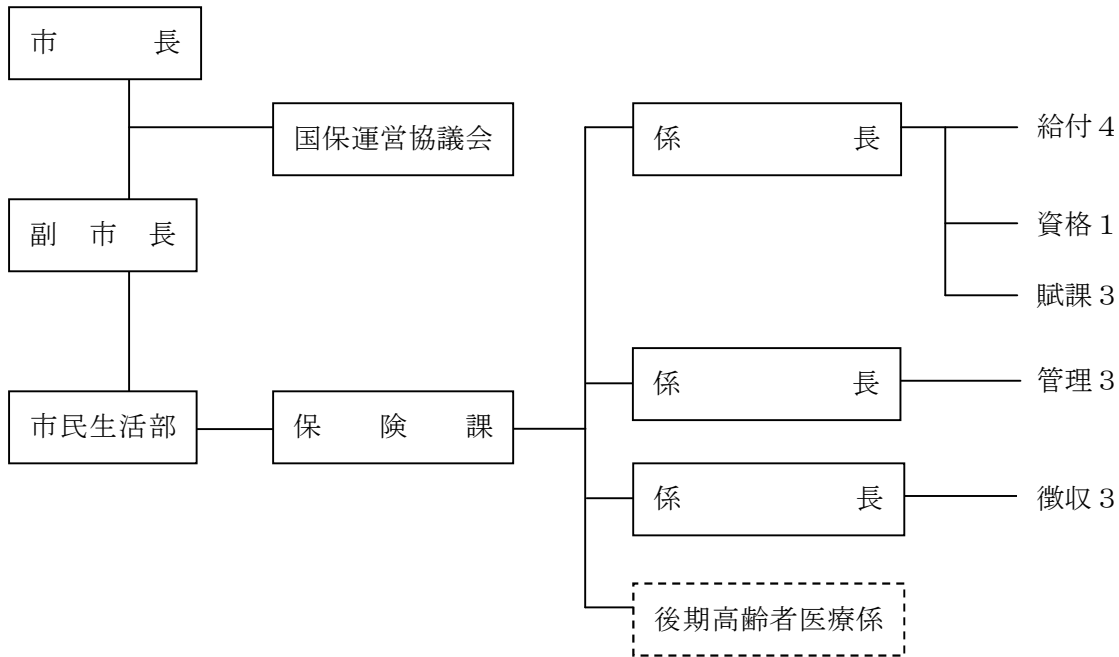 市長
国保運営協議会
係長
給付４
副市長
資格１
賦課３
係長
管理３
市民生活部
保険課
係長
徴収３
後期高齢者医療係